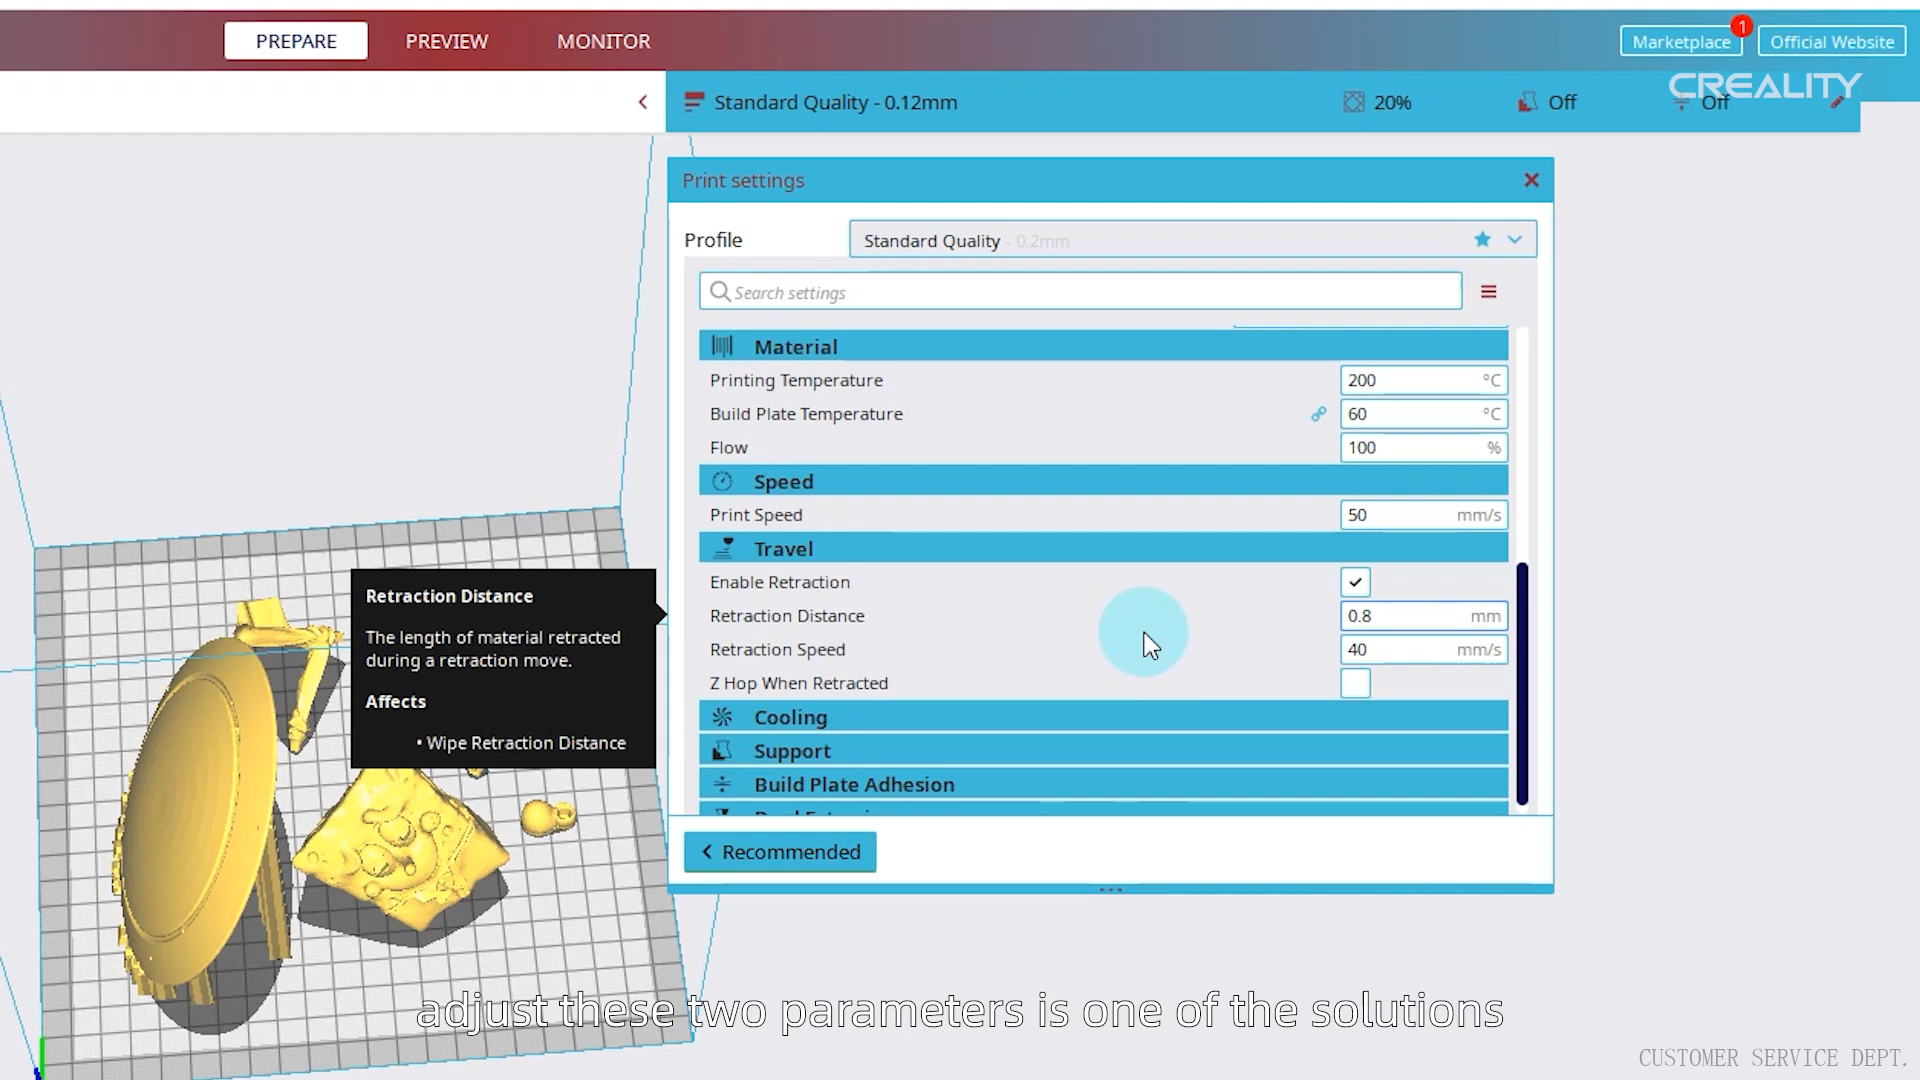 PREPARE
PREVIEW
MONITOR
Marketplace
1
Official Website
CREALITY
Standard Quality - 0.12mm
20%
Off
Off
Print settings
Profile
Standard Quality - 0.2mm
Search settings
Material
Printing Temperature
200 °C
Build Plate Temperature
60 °C
Flow
100 %
Speed
Print Speed
50 mm/s
Travel
Enable Retraction
Retraction Distance
0.8 mm
Retraction Speed
40 mm/s
Z Hop When Retracted
Cooling
Support
Build Plate Adhesion
Recommended
Retraction Distance
The length of material retracted
during a retraction move.
Affects
• Wipe Retraction Distance
adjust these two parameters is one of the solutions
CUSTOMER SERVICE DEPT.